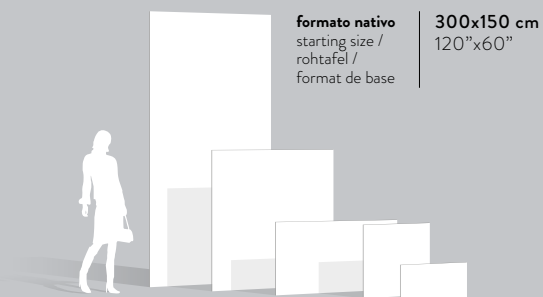 formato nativo
starting size /
rohtafel /
format de base
300x150 cm
120”x60”